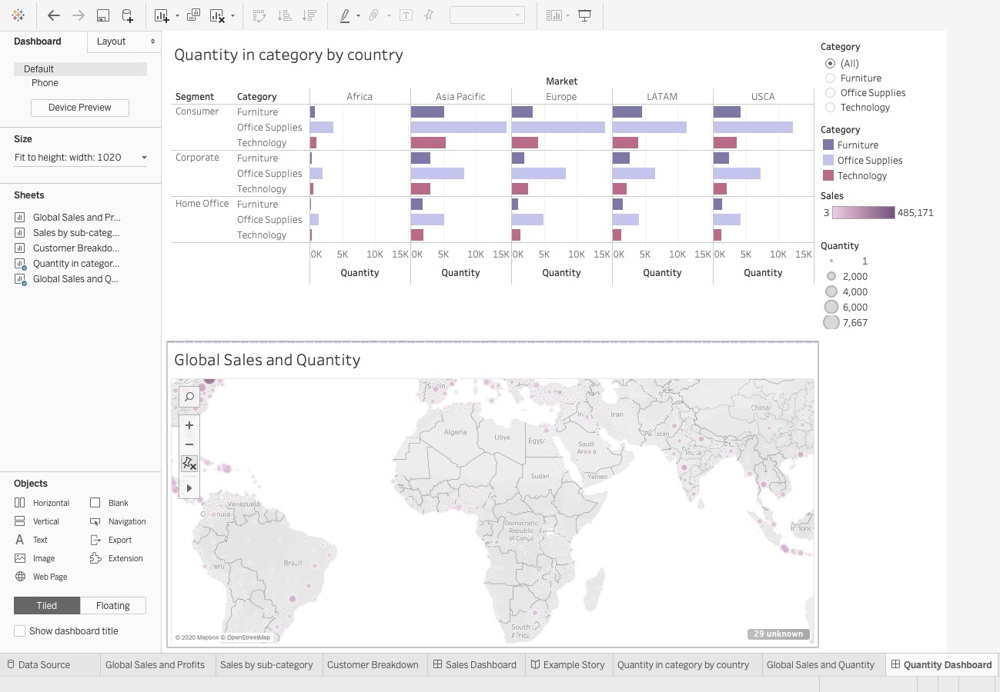 Dashboard
Layout
Default
Phone
Device Preview
Size
Fit to height: width: 1020
Sheets
Global Sales and Pr...
Sales by sub-categ...
Customer Breakdo...
Quantity in categor...
Global Sales and Q...
Objects
Horizontal
Blank
Vertical
Navigation
A Text
Export
Image
Extension
Web Page
Tiled
Floating
Show dashboard title
T
Quantity in category by country
Market
Segment Category Africa Asia Pacific Europe LATAM USCA
Consumer Furniture
Office Supplies
Technology
Corporate Furniture
Office Supplies
Technology
Home Office Furniture
Office Supplies
Technology
0K 5K 10K 15K 0K 5K 10K 15K 0K 5K 10K 15K 0K 5K 10K 15K 0K 5K 10K 15K
Quantity Quantity Quantity Quantity Quantity
Category
(All)
Furniture
Office Supplies
Technology
Category
Furniture
Office Supplies
Technology
Sales
3 485,171
Quantity
1
2,000
4,000
6,000
7,667
Global Sales and Quantity
China
Iran
Algeria
Libya
Egypt
Saudi
Sudan
Yemen
Venezuela
Democratic
Republic
of Congo
Brazil
South
© 2020 Mapbox © OpenStreetMap
29 unknown
Data Source
Global Sales and Profits
Sales by sub-category
Customer Breakdown
Sales Dashboard
Example Story
Quantity in category by country
Global Sales and Quantity
Quantity Dashboard